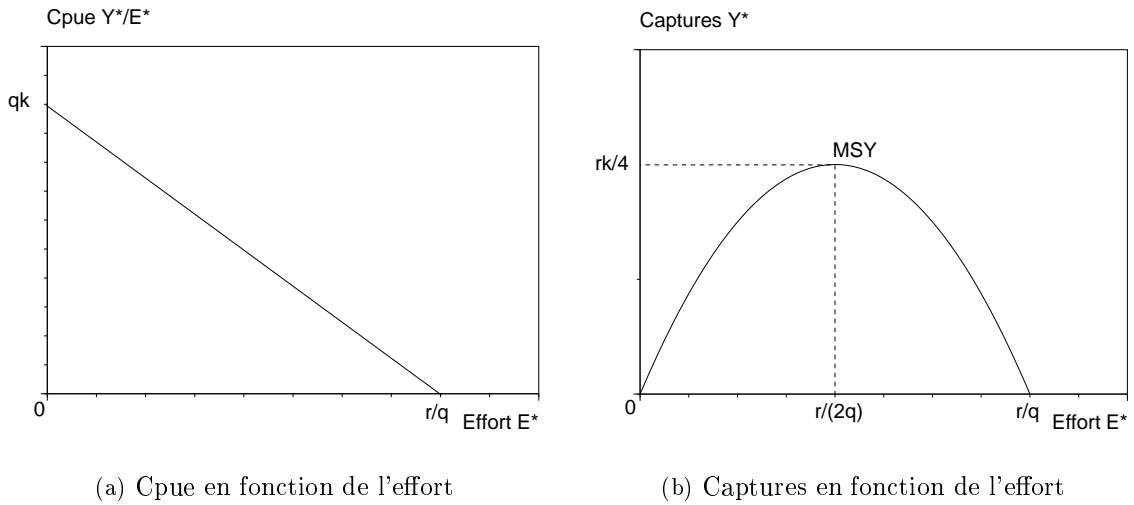 Cpue Y*/E*
qk
0
r/q
Effort E*
(a) Cpue en fonction de l'effort
Captures Y*
MSY
rk/4
0
r/(2q)
r/q
Effort E*
(b) Captures en fonction de l'effort